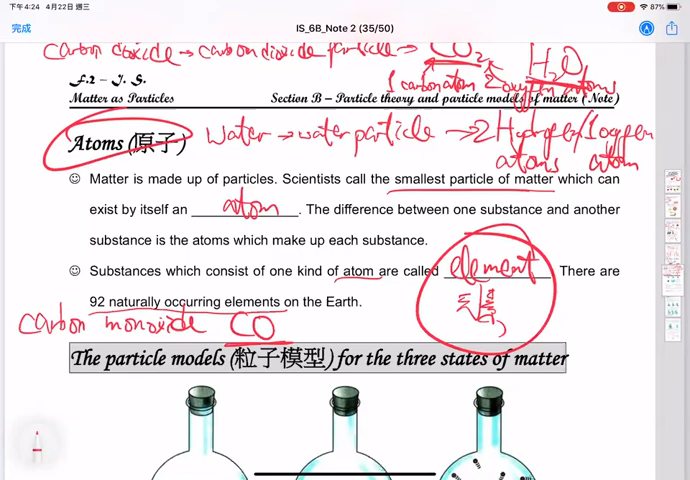 下午4:24 4月22日週三
87%
完成
IS_6B_Note 2 (35/50)
carbon dioxide → carbon dioxide particle → CO2
H2O
1 carbon atom 2 oxygen atoms
F.2 – I. S.
Matter as Particles Section B – Particle theory and particle models of matter (Note)
Atoms (原子)
water → water particle → 2 Hydrogen 1 oxygen
atoms atom
☺ Matter is made up of particles. Scientists call the smallest particle of matter which can
exist by itself an atom. The difference between one substance and another
substance is the atoms which make up each substance.
☺ Substances which consist of one kind of atom are called element There are
92 naturally occurring elements on the Earth.
carbon monoxide CO
The particle models (粒子模型) for the three states of matter